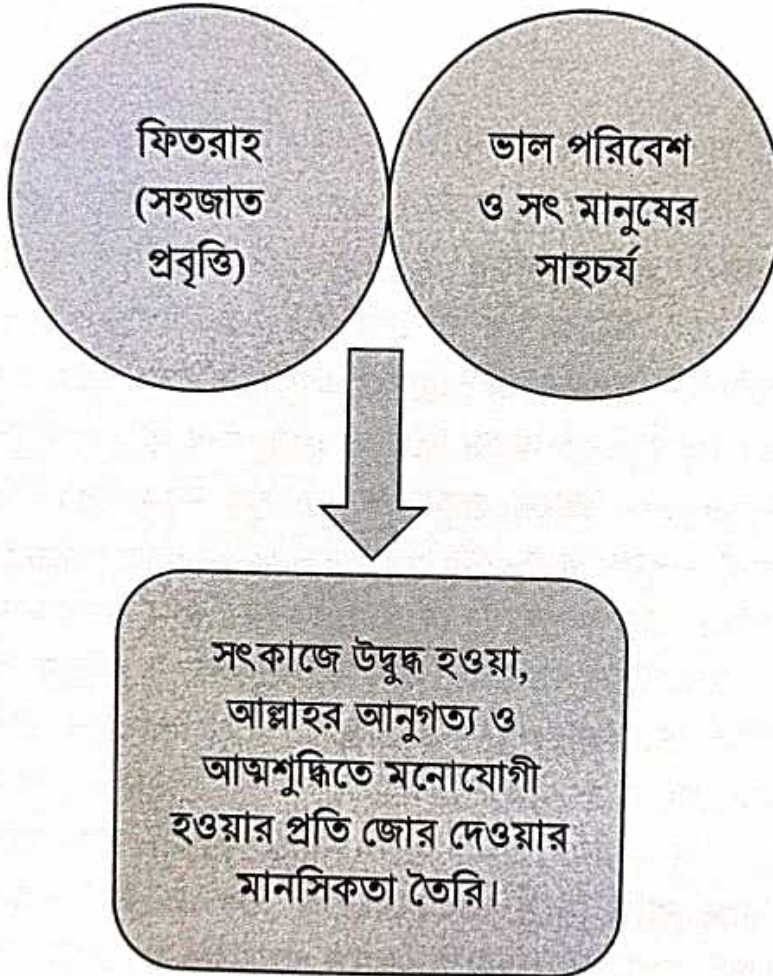 ফিতরাহ
(সহজাত
প্রবৃত্তি)
ভাল পরিবেশ
ও সৎ মানুষের
সাহচর্য
সৎকাজে উদ্বুদ্ধ হওয়া,
আল্লাহর আনুগত্য ও
আত্মশুদ্ধিতে মনোযোগী
হওয়ার প্রতি জোর দেওয়ার
মানসিকতা তৈরি।